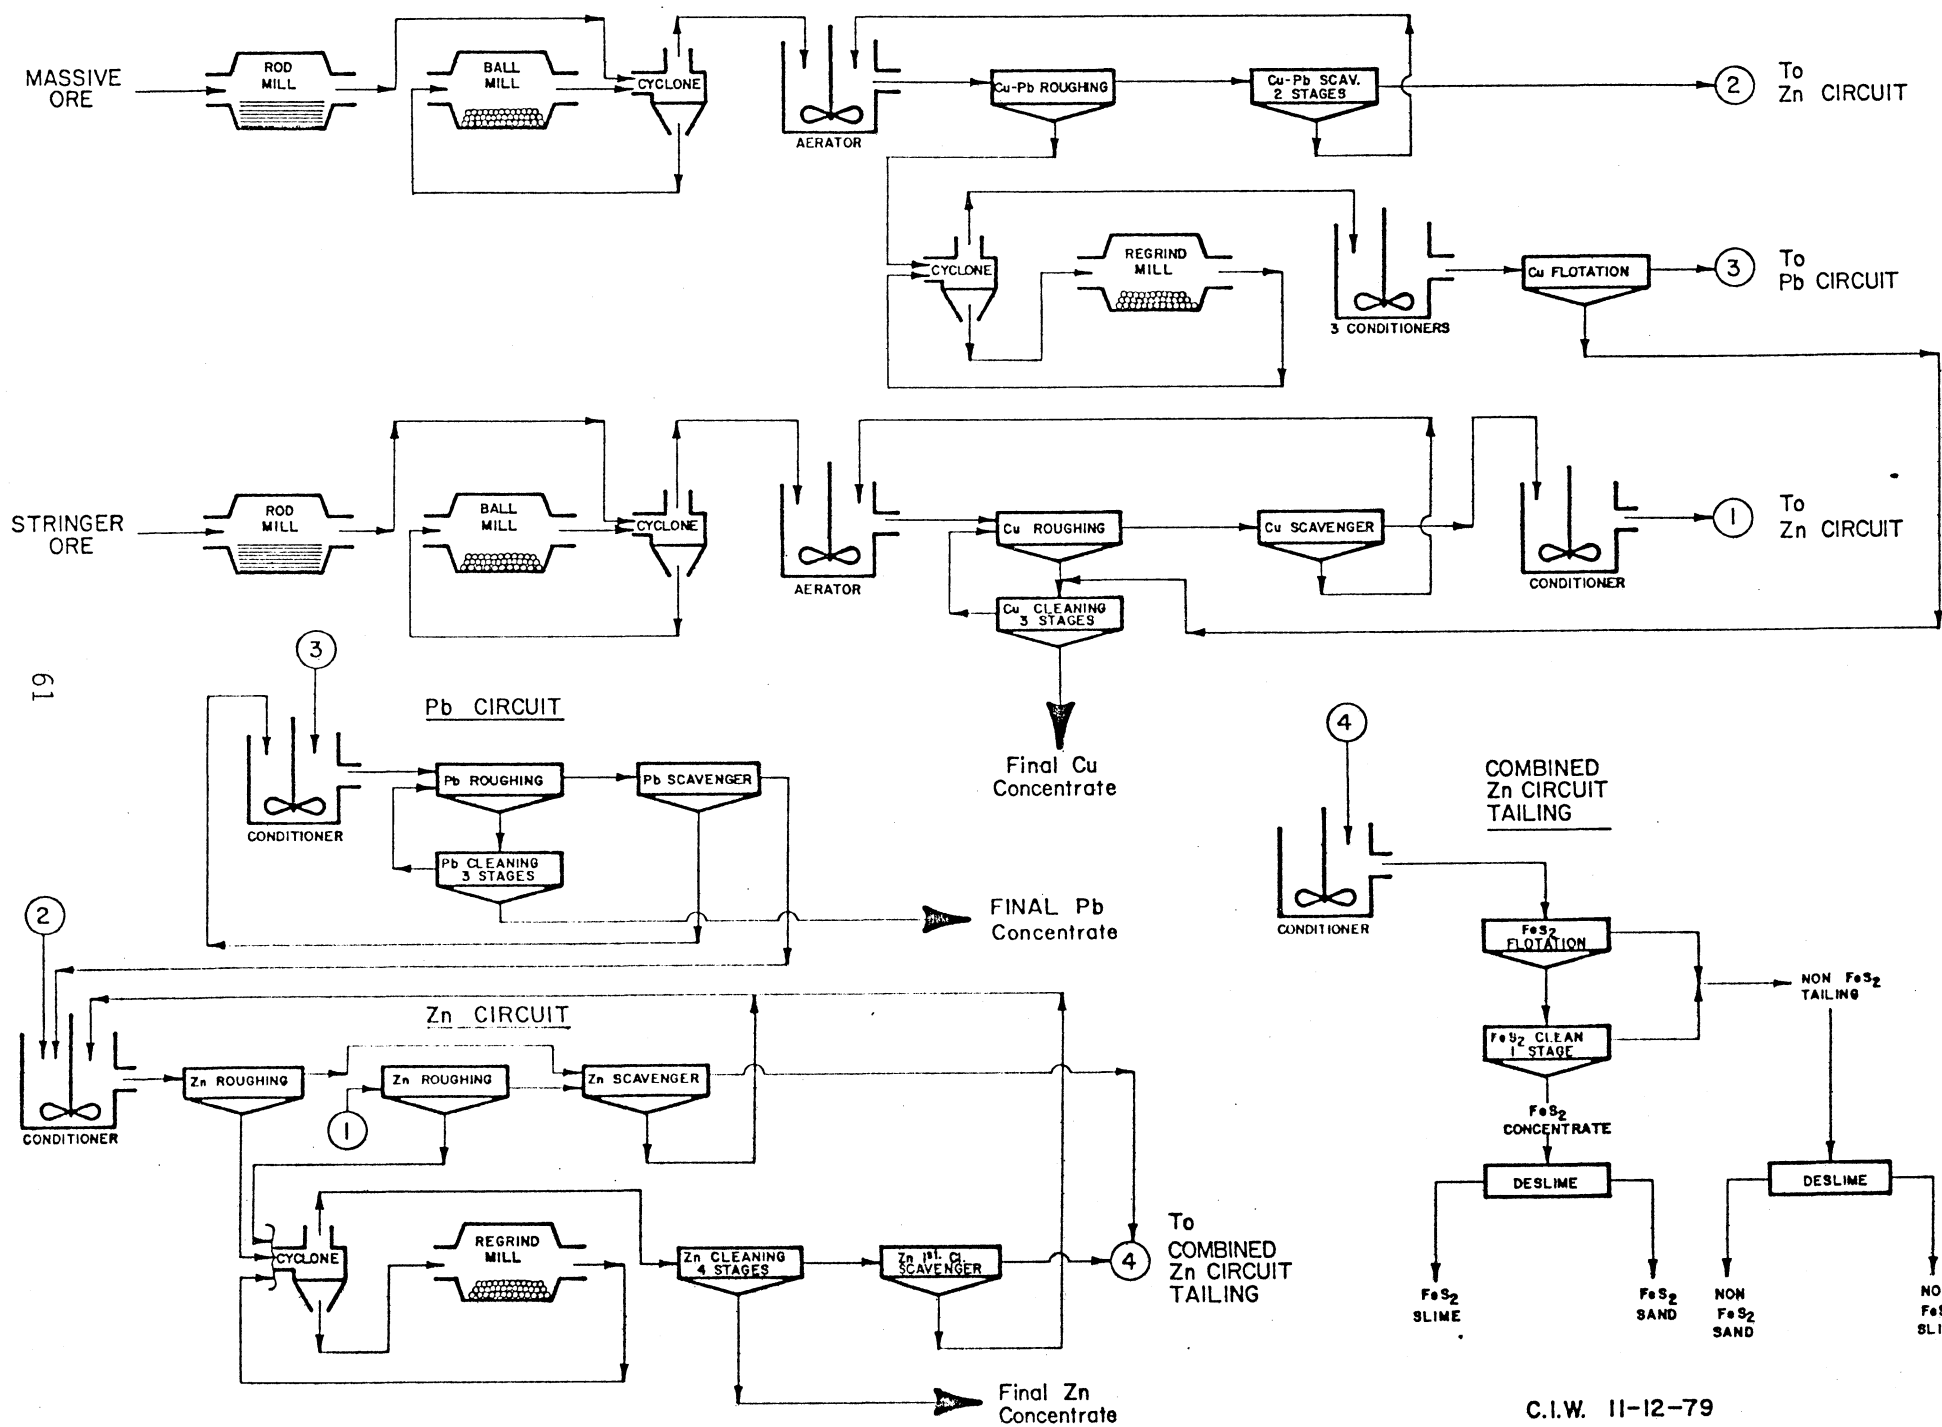 MASSIVE
ORE
ROD
MILL
BALL
MILL
CYCLONE
AERATOR
Cu-Pb ROUGHING
Cu-Pb SCAV.
2 STAGES
2
To
Zn CIRCUIT
CYCLONE
REGRIND
MILL
3 CONDITIONERS
Cu FLOTATION
3
To
Pb CIRCUIT
STRINGER
ORE
ROD
MILL
BALL
MILL
CYCLONE
AERATOR
Cu ROUGHING
Cu SCAVENGER
CONDITIONER
1
To
Zn CIRCUIT
Cu CLEANING
3 STAGES
Final Cu
Concentrate
61
3
Pb CIRCUIT
CONDITIONER
Pb ROUGHING
Pb SCAVENGER
Pb CLEANING
3 STAGES
FINAL Pb
Concentrate
2
Zn CIRCUIT
CONDITIONER
Zn ROUGHING
1
Zn ROUGHING
Zn SCAVENGER
CYCLONE
REGRIND
MILL
Zn CLEANING
4 STAGES
Zn 1st. Cl.
SCAVENGER
4
To
COMBINED
Zn CIRCUIT
TAILING
Final Zn
Concentrate
4
COMBINED
Zn CIRCUIT
TAILING
CONDITIONER
FeS2
FLOTATION
FeS2 CLEAN
1 STAGE
NON FeS2
TAILING
FeS2
CONCENTRATE
DESLIME
DESLIME
FeS2
SLIME
FeS2
SAND
NON
FeS2
SAND
NO
FeS
SLI
C.I.W. 11-12-79